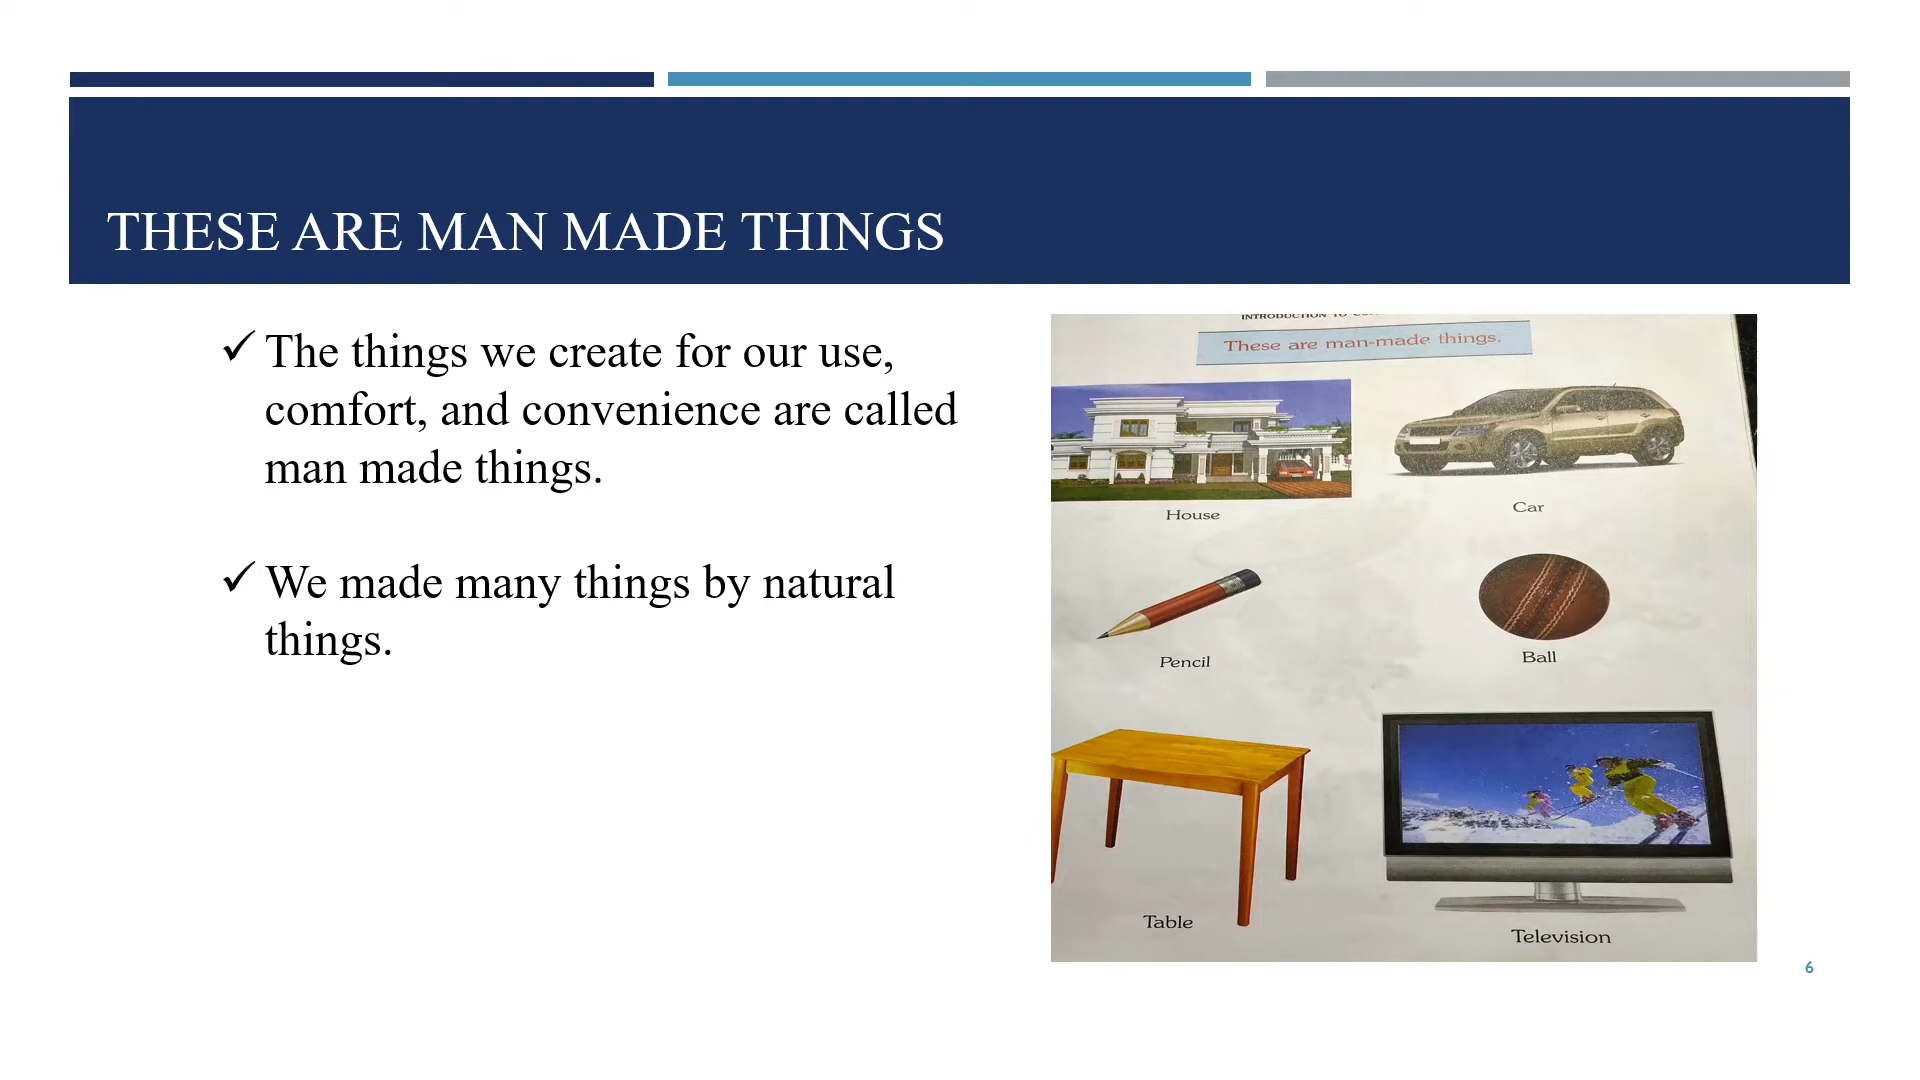 THESE ARE MAN MADE THINGS
✓ The things we create for our use,
comfort, and convenience are called
man made things.
✓ We made many things by natural
things.
These are man-made things.
House
Car
Pencil
Ball
Table
Television
6